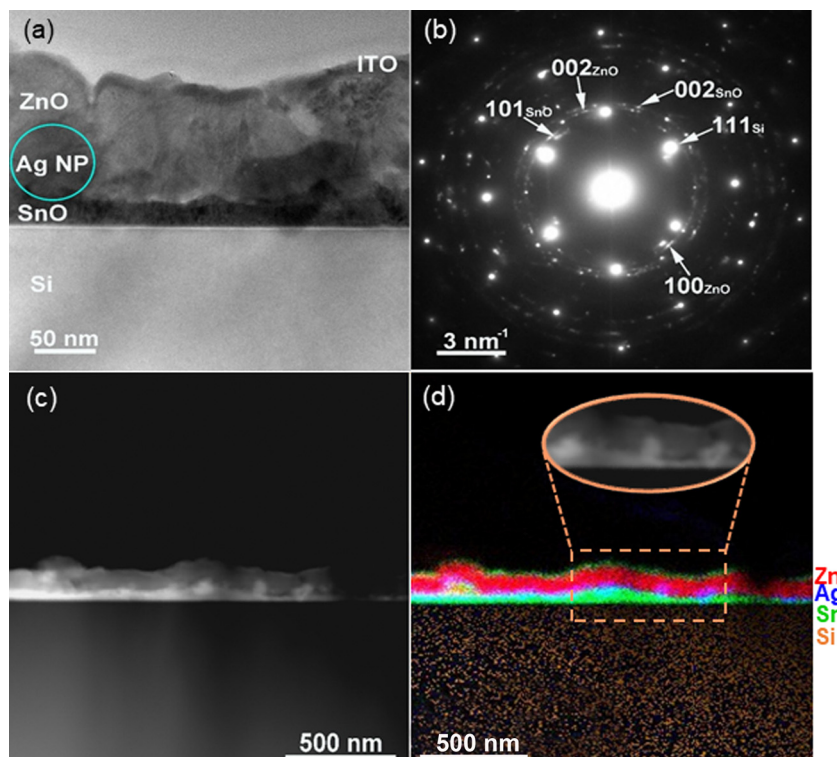 (a)
ITO
ZnO
Ag NP
SnO
Si
50 nm
(b)
002ZnO
002SnO
101SnO
111Si
100ZnO
3 nm-1
(c)
500 nm
(d)
Zn
Ag
Sn
Si
500 nm